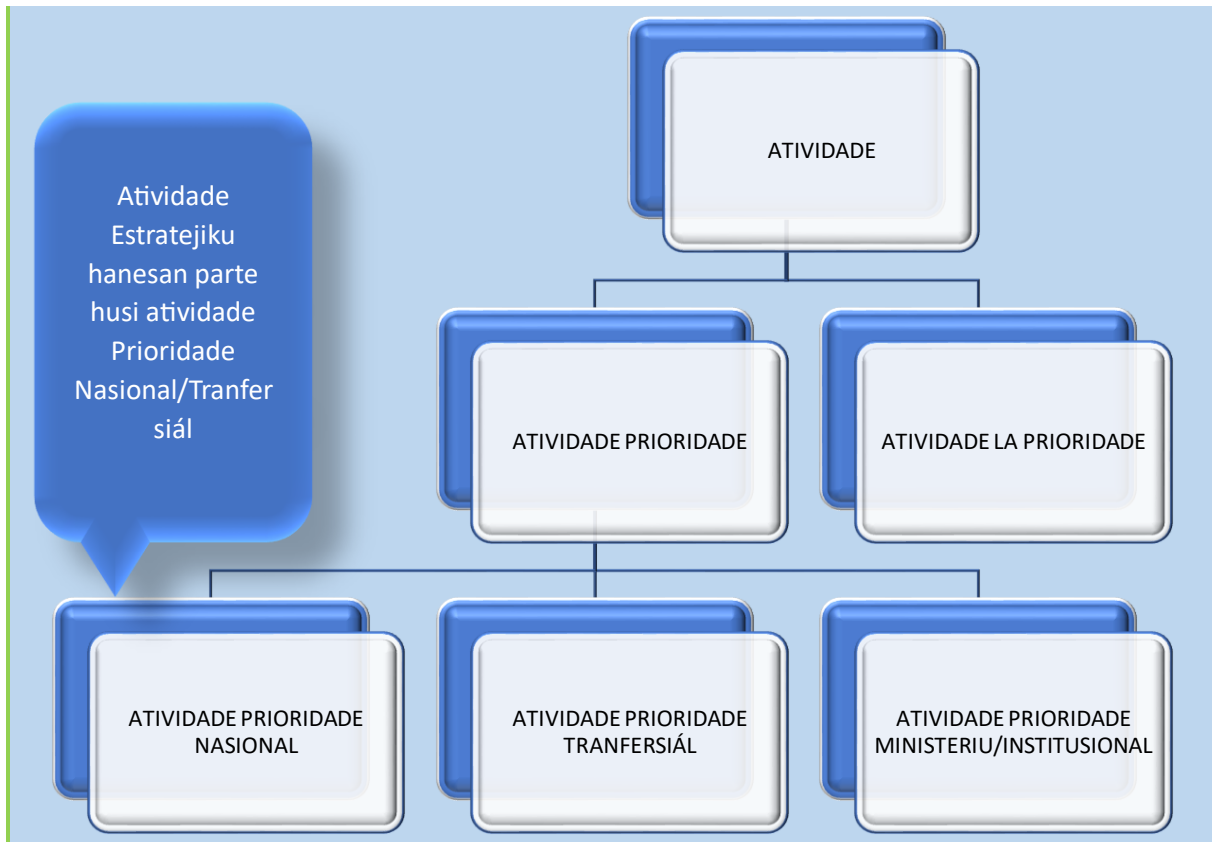 ATIVIDADE
Atividade
Estratejiku
hanesan parte
husi atividade
Prioridade
Nasional/Tranfer
siál
ATIVIDADE PRIORIDADE
ATIVIDADE LA PRIORIDADE
ATIVIDADE PRIORIDADE
NASIONAL
ATIVIDADE PRIORIDADE
TRANFERSIÁL
ATIVIDADE PRIORIDADE
MINISTERIU/INSTITUSIONAL